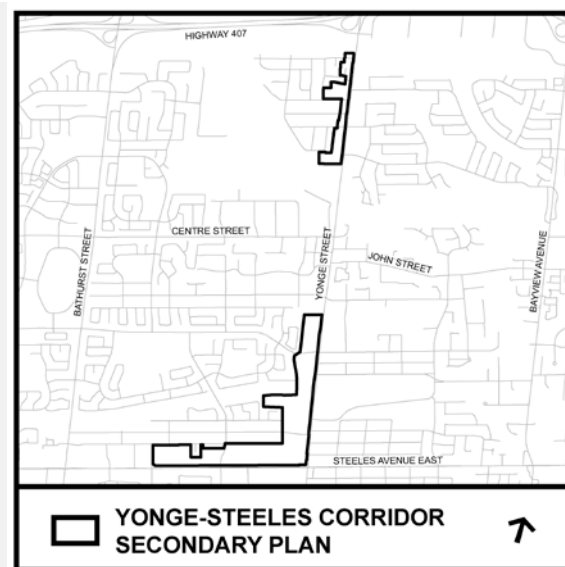 HIGHWAY 407
CENTRE STREET
BATHURST STREET
YONGE STREET
JOHN STREET
BAYVIEW AVENUE
STEELES AVENUE EAST
YONGE-STEELES CORRIDOR
SECONDARY PLAN